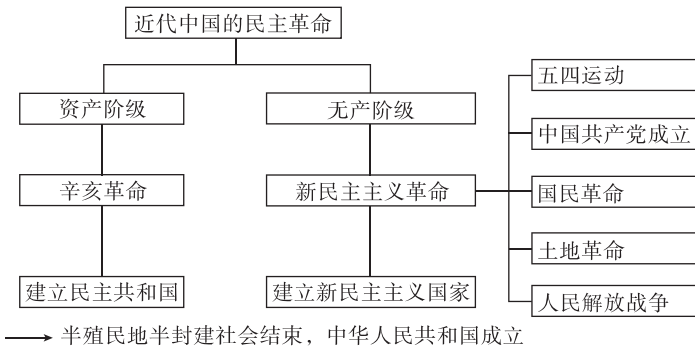 近代中国的民主革命
资产阶级
无产阶级
辛亥革命
新民主主义革命
建立民主共和国
建立新民主主义国家
五四运动
中国共产党成立
国民革命
土地革命
人民解放战争
半殖民地半封建社会结束，中华人民共和国成立